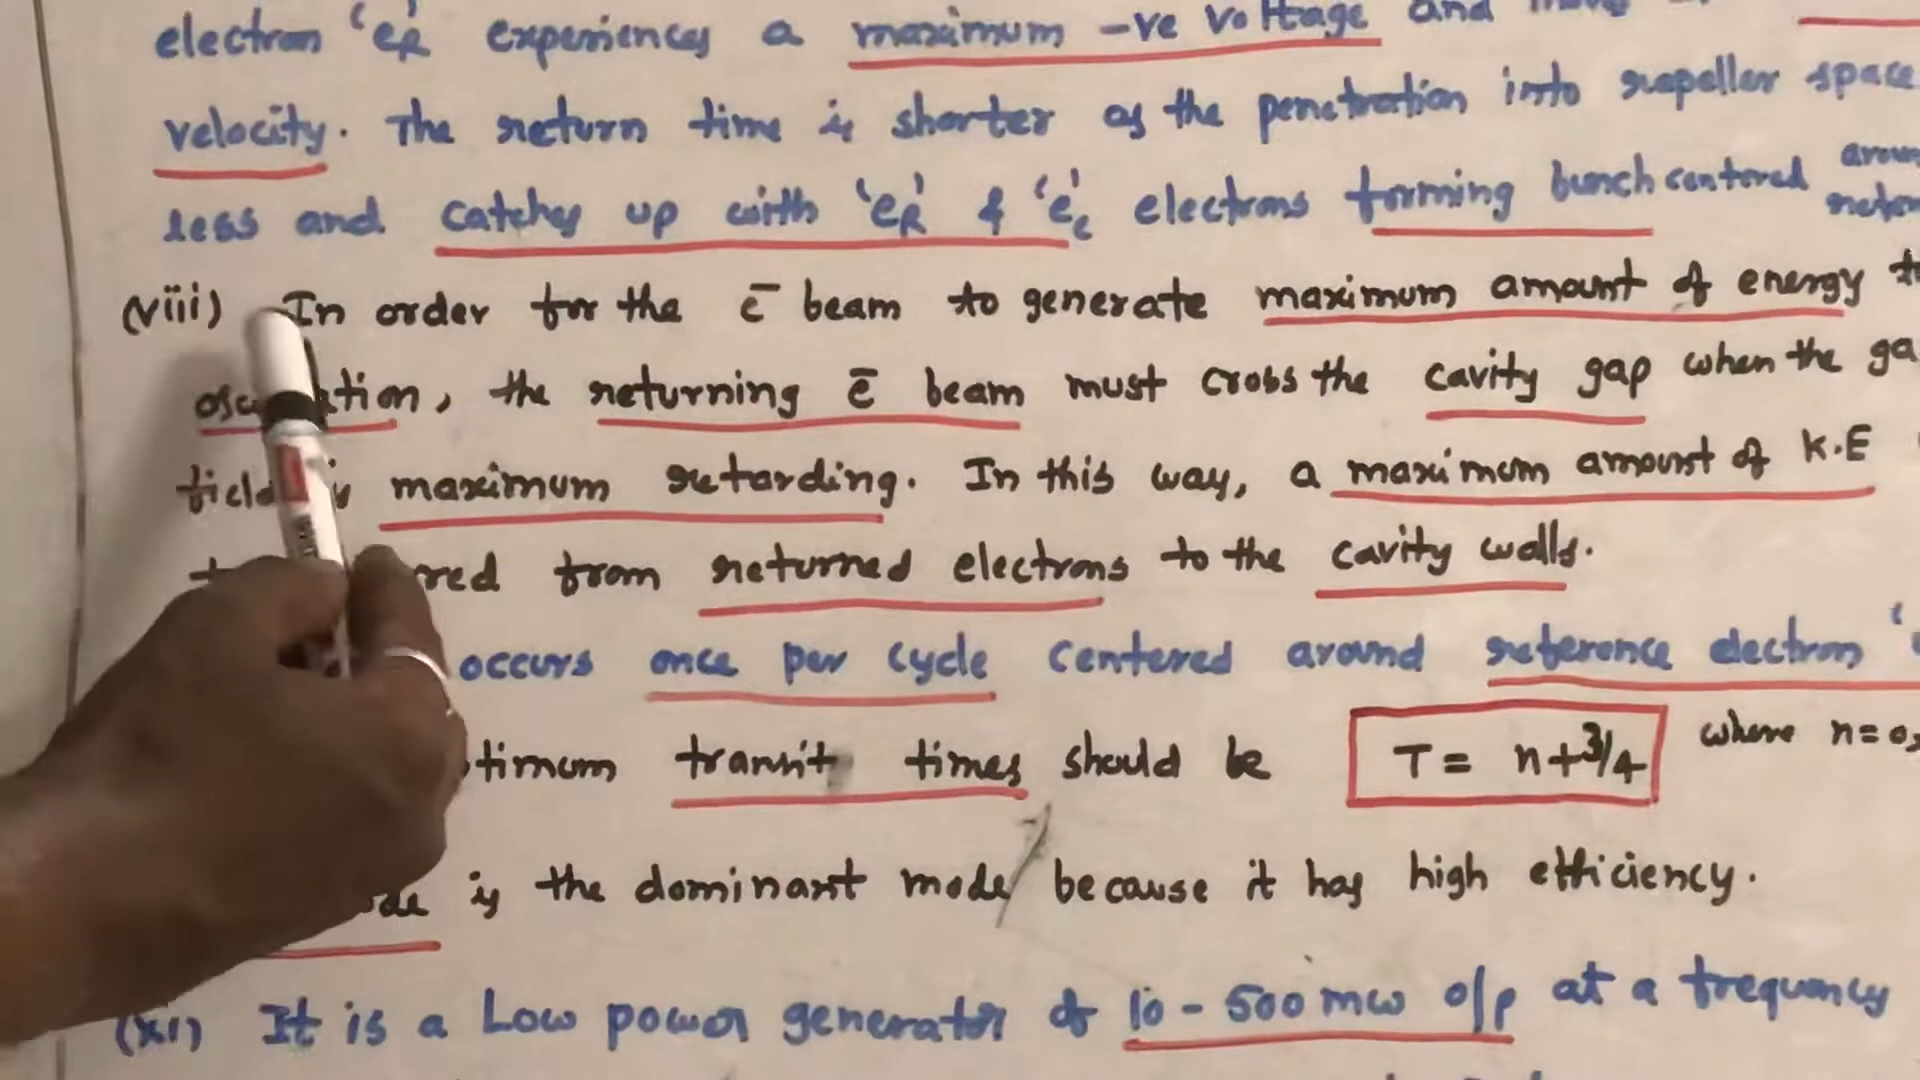 electron 'eR' experiences a maximum -ve voltage and
velocity. The return time is shorter as the penetration into repeller space
less and catches up with 'eR' & 'ee' electrons forming bunch centered
(viii) In order for the e̅ beam to generate maximum amount of energy
the returning e̅ beam must cross the cavity gap when the
maximum retarding. In this way, a maximum amount of K.E
from returned electrons to the cavity walls.
occurs once per cycle centered around reference electron
transit times should be T = n+3/4 where n=0,
is the dominant mode because it has high efficiency.
(xi) It is a Low power generator of 10 - 500mw o/p at a frequency